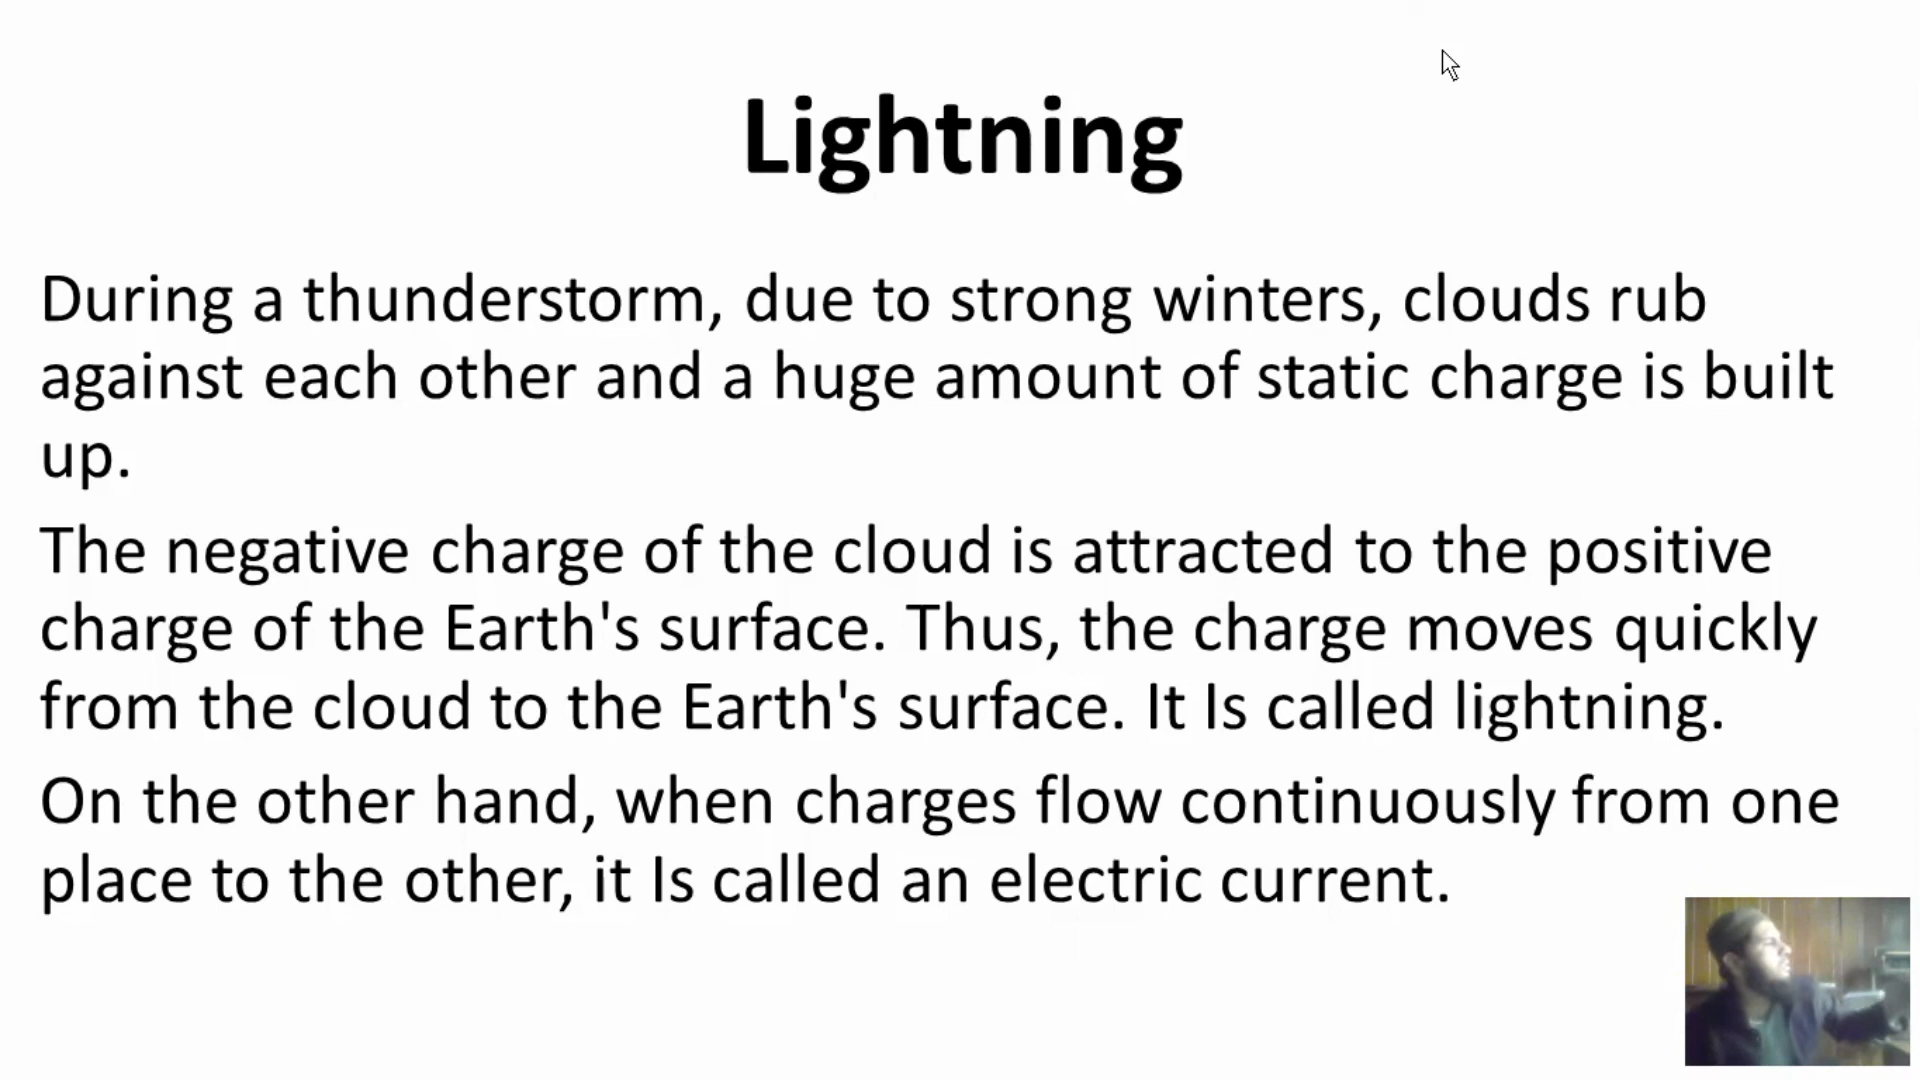 Lightning
During a thunderstorm, due to strong winters, clouds rub
against each other and a huge amount of static charge is built
up.
The negative charge of the cloud is attracted to the positive
charge of the Earth's surface. Thus, the charge moves quickly
from the cloud to the Earth's surface. It Is called lightning.
On the other hand, when charges flow continuously from one
place to the other, it Is called an electric current.